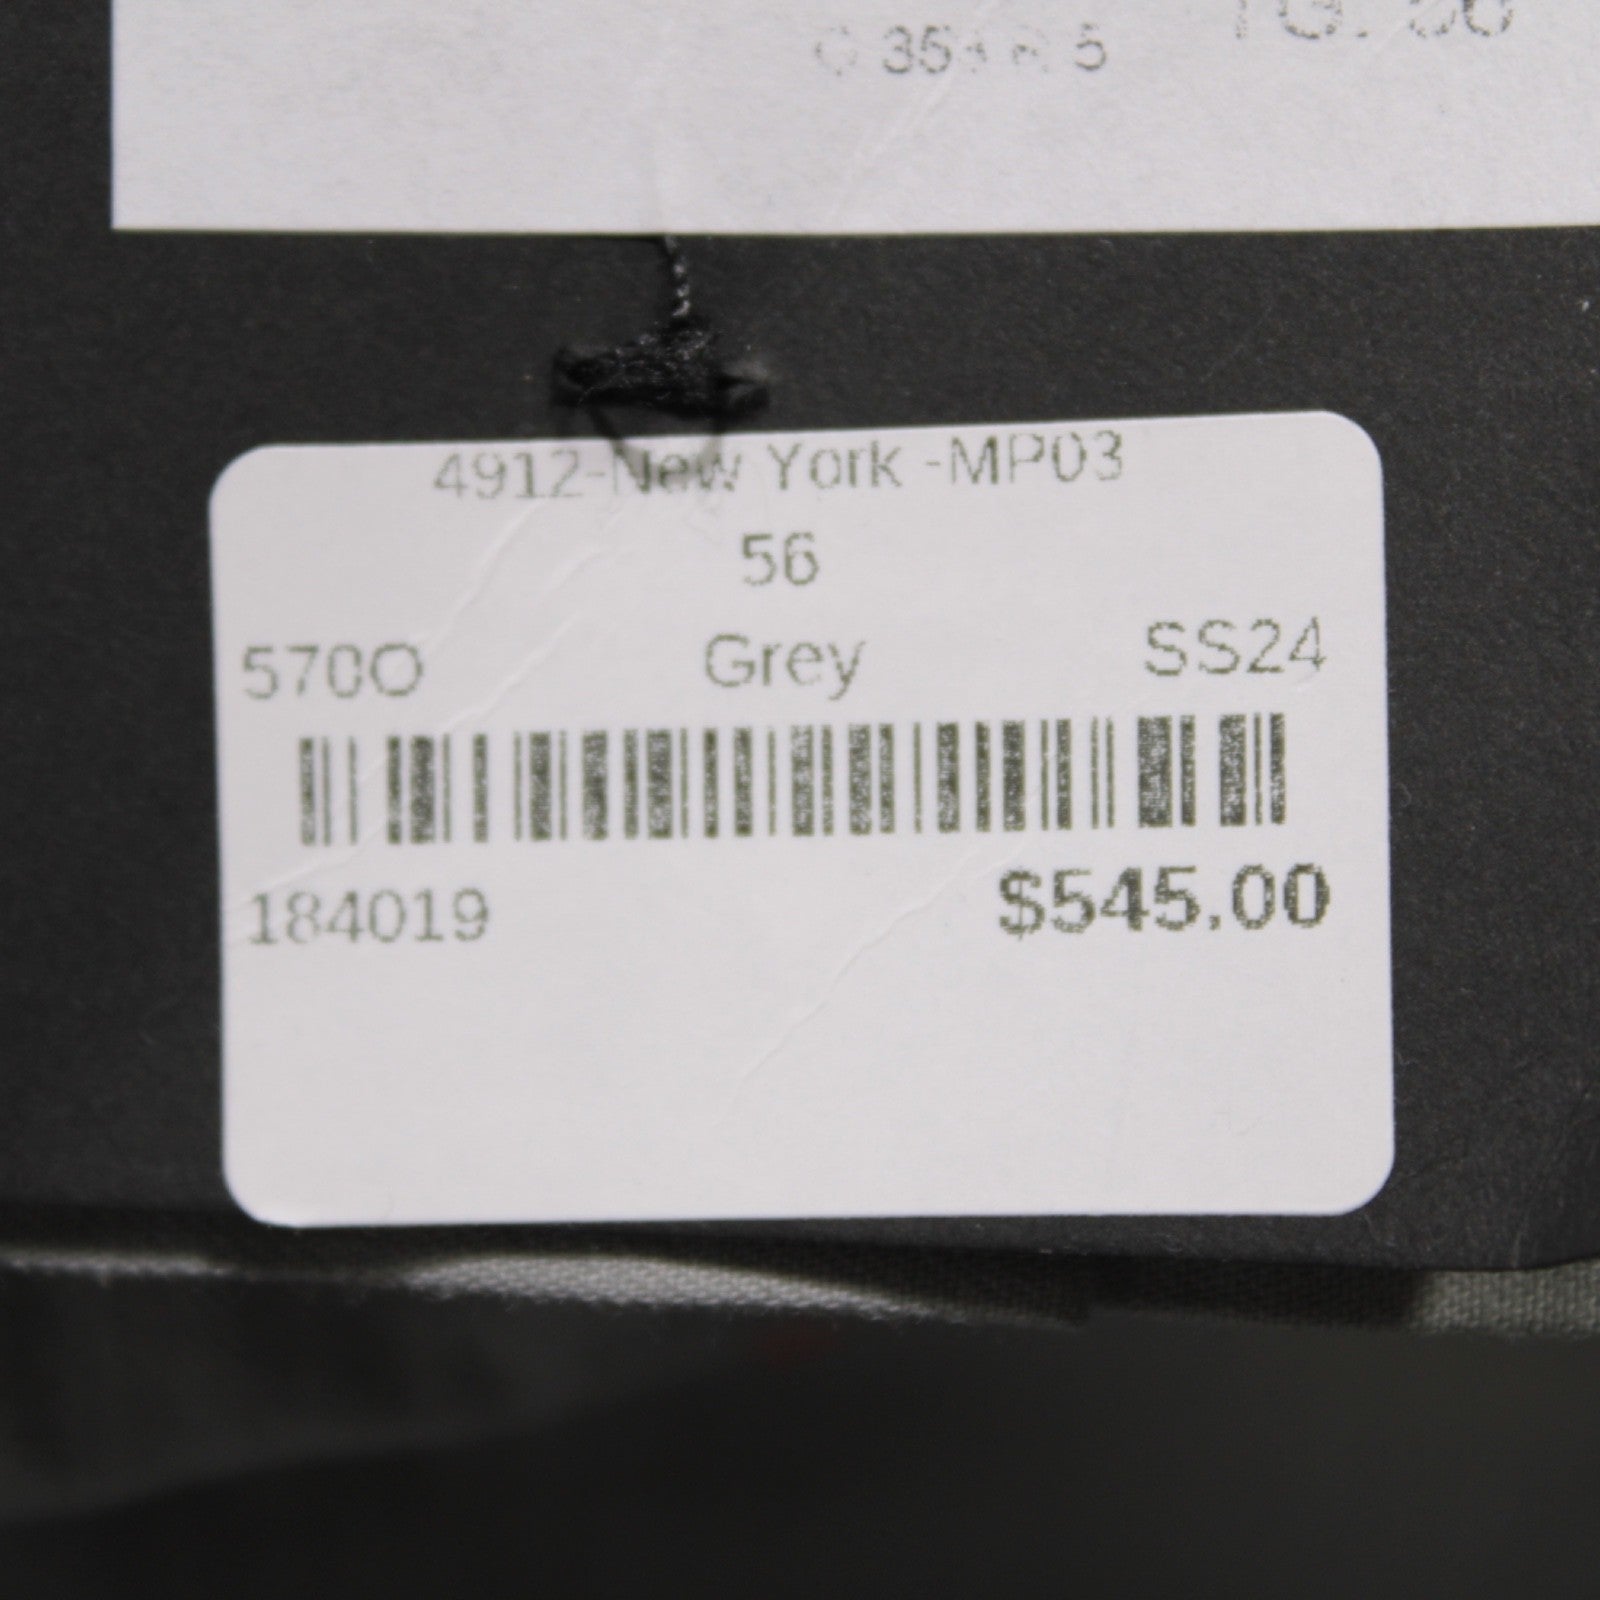 4912-New York -MP03
56
570O Grey SS24
184019 $545.00